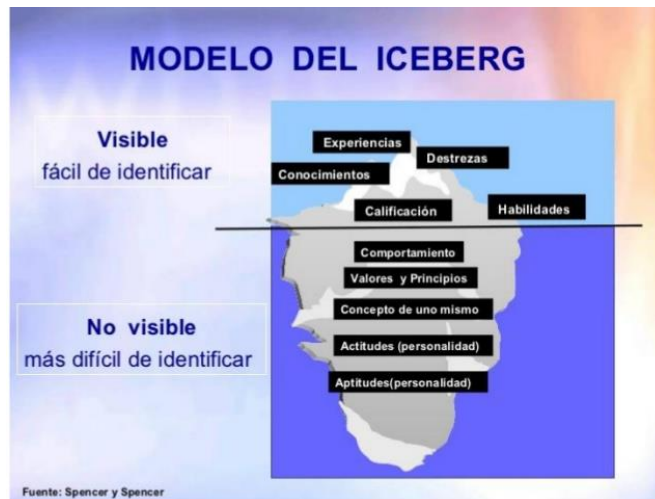 MODELO DEL ICEBERG
Visible
fácil de identificar
Experiencias
Destrezas
Conocimientos
Calificación
Habilidades
Comportamiento
Valores y Principios
No visible
más difícil de identificar
Concepto de uno mismo
Actitudes (personalidad)
Aptitudes(personalidad)
Fuente: Spencer y Spencer